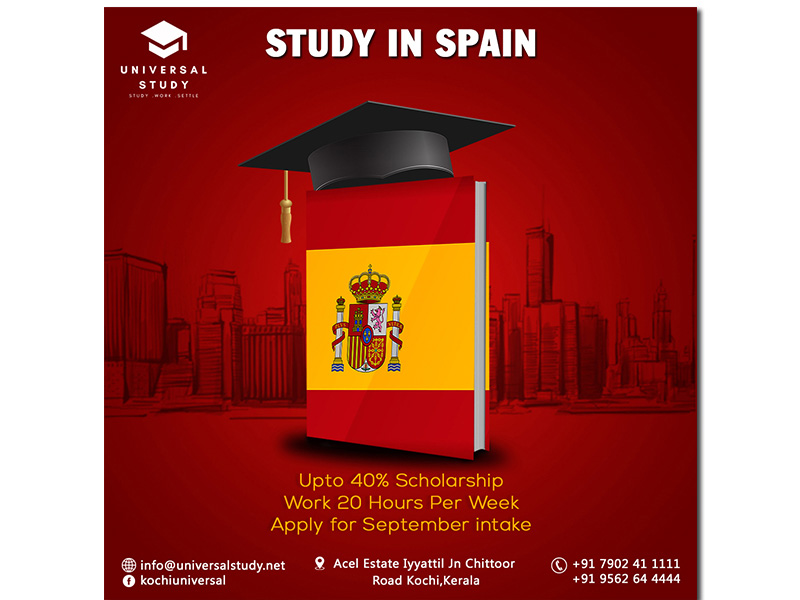 UNIVERSAL
STUDY
STUDY .WORK .SETTLE
STUDY IN SPAIN
Upto 40% Scholarship
Work 20 Hours Per Week
Apply for September intake
info@universalstudy.net
kochiuniversal
Acel Estate Iyyattil Jn Chittoor
Road Kochi,Kerala
+91 7902 41 1111
+91 9562 64 4444